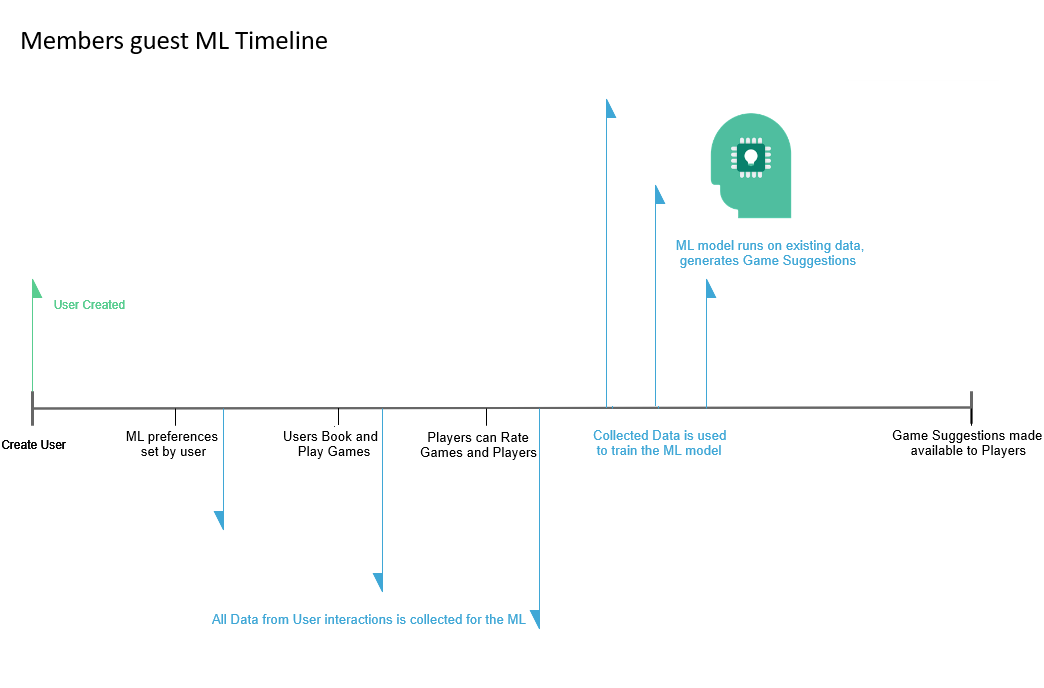 Members guest ML Timeline
ML model runs on existing data,
generates Game Suggestions
User Created
Create User
ML preferences
set by user
Users Book and
Play Games
Players can Rate
Games and Players
Collected Data is used
to train the ML model
Game Suggestions made
available to Players
All Data from User interactions is collected for the ML